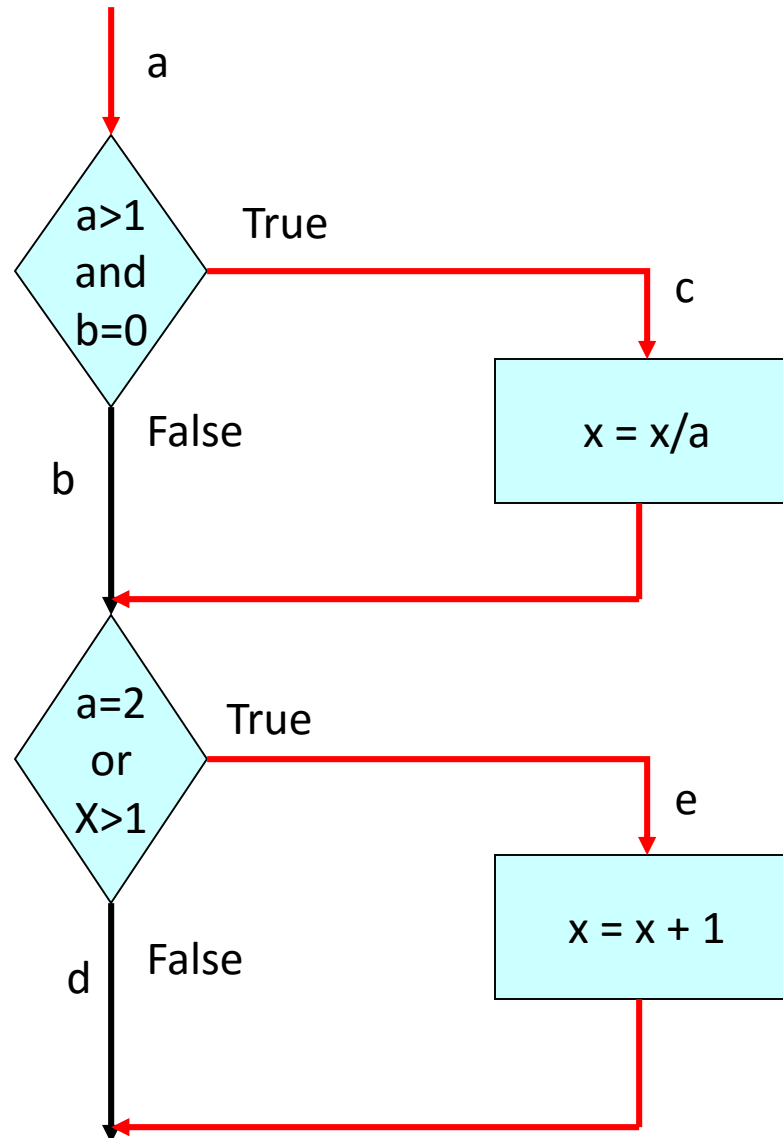 a
a>1
and
b=0
True
c
x = x/a
False
b
a=2
or
X>1
True
e
x = x + 1
False
d